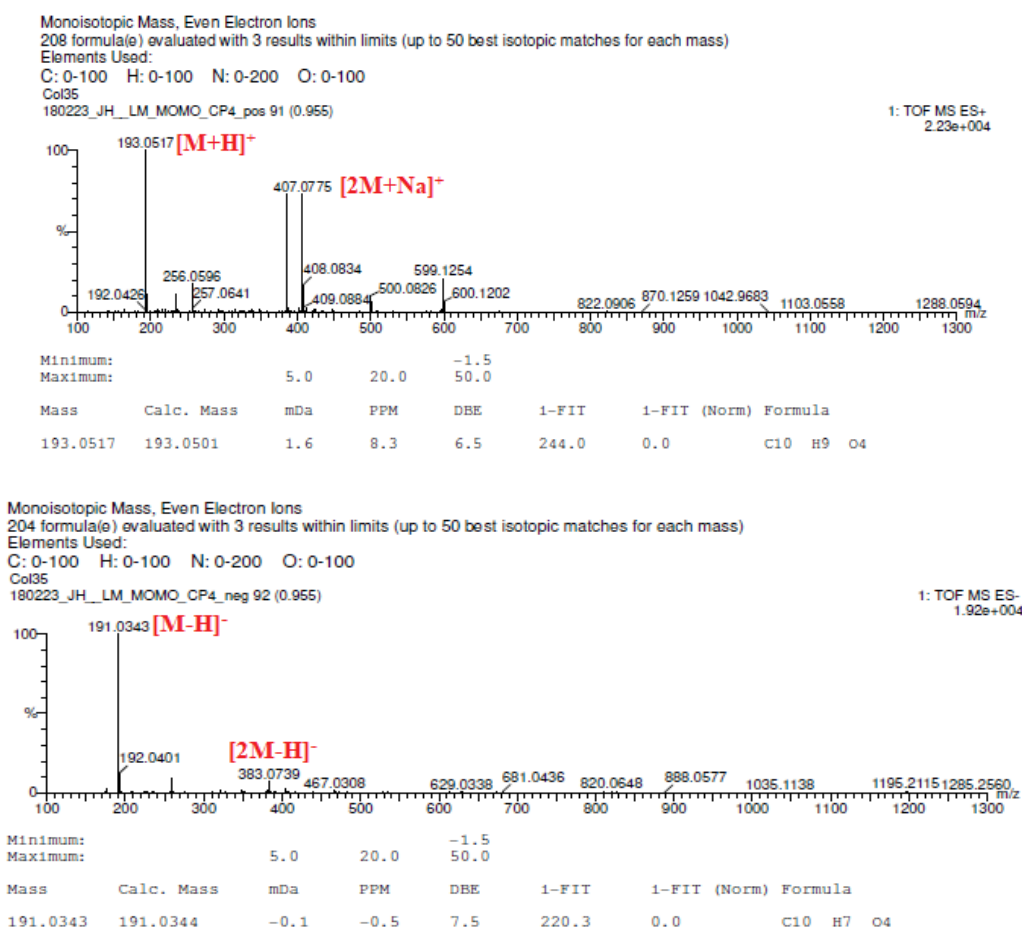 Monoisotopic Mass, Even Electron Ions
208 formula(e) evaluated with 3 results within limits (up to 50 best isotopic matches for each mass)
Elements Used:
C: 0-100 H: 0-100 N: 0-200 O: 0-100
Col35
180223_JH__LM_MOMO_CP4_pos 91 (0.955)
1: TOF MS ES+
2.23e+004
100
193.0517 [M+H]+
407.0775 [2M+Na]+
%
256.0596
408.0834
599.1254
192.0426
257.0641
409.0884
500.0826
600.1202
822.0906
870.1259
1042.9683
1103.0558
1288.0594
0
m/z
100 200 300 400 500 600 700 800 900 1000 1100 1200 1300
Minimum: -1.5
Maximum: 5.0 20.0 50.0
Mass Calc. Mass mDa PPM DBE i-FIT i-FIT (Norm) Formula
193.0517 193.0501 1.6 8.3 6.5 244.0 0.0 C10 H9 O4
Monoisotopic Mass, Even Electron Ions
204 formula(e) evaluated with 3 results within limits (up to 50 best isotopic matches for each mass)
Elements Used:
C: 0-100 H: 0-100 N: 0-200 O: 0-100
Col35
180223_JH__LM_MOMO_CP4_neg 92 (0.955)
1: TOF MS ES-
1.92e+004
100
191.0343 [M-H]-
%
192.0401
[2M-H]-
383.0739
467.0308
629.0338
681.0436
820.0648
888.0577
1035.1138
1195.2115
1285.2560
0
m/z
100 200 300 400 500 600 700 800 900 1000 1100 1200 1300
Minimum: -1.5
Maximum: 5.0 20.0 50.0
Mass Calc. Mass mDa PPM DBE i-FIT i-FIT (Norm) Formula
191.0343 191.0344 -0.1 -0.5 7.5 220.3 0.0 C10 H7 O4